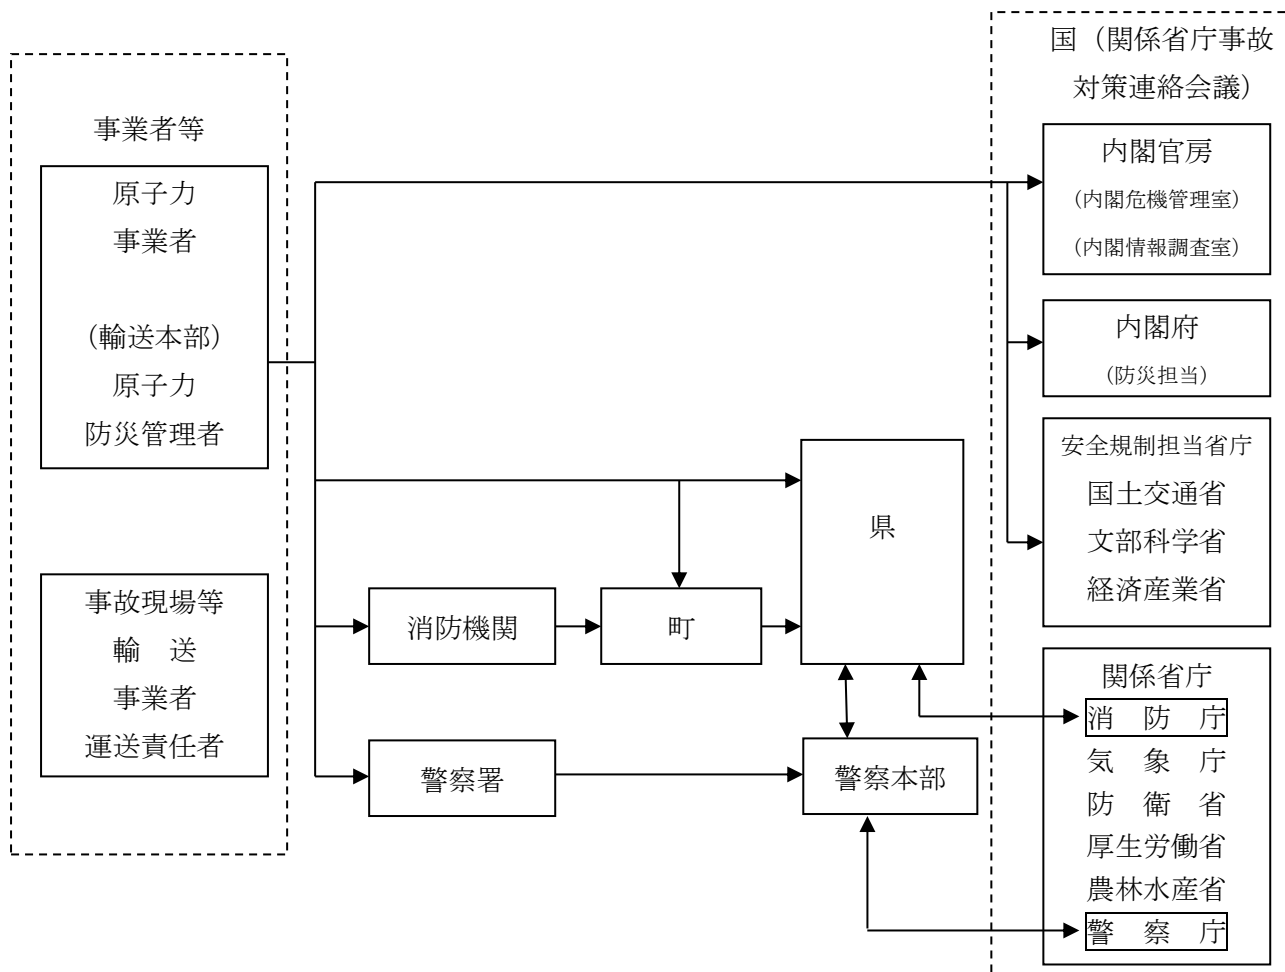 事業者等
原子力
事業者
（輸送本部）
原子力
防災管理者
事故現場等
輸　送
事業者
運送責任者
消防機関
町
県
警察署
警察本部
国（関係省庁事故
対策連絡会議）
内閣官房
（内閣危機管理室）
（内閣情報調査室）
内閣府
（防災担当）
安全規制担当省庁
国土交通省
文部科学省
経済産業省
関係省庁
消　防　庁
気　象　庁
防　衛　省
厚生労働省
農林水産省
警　察　庁